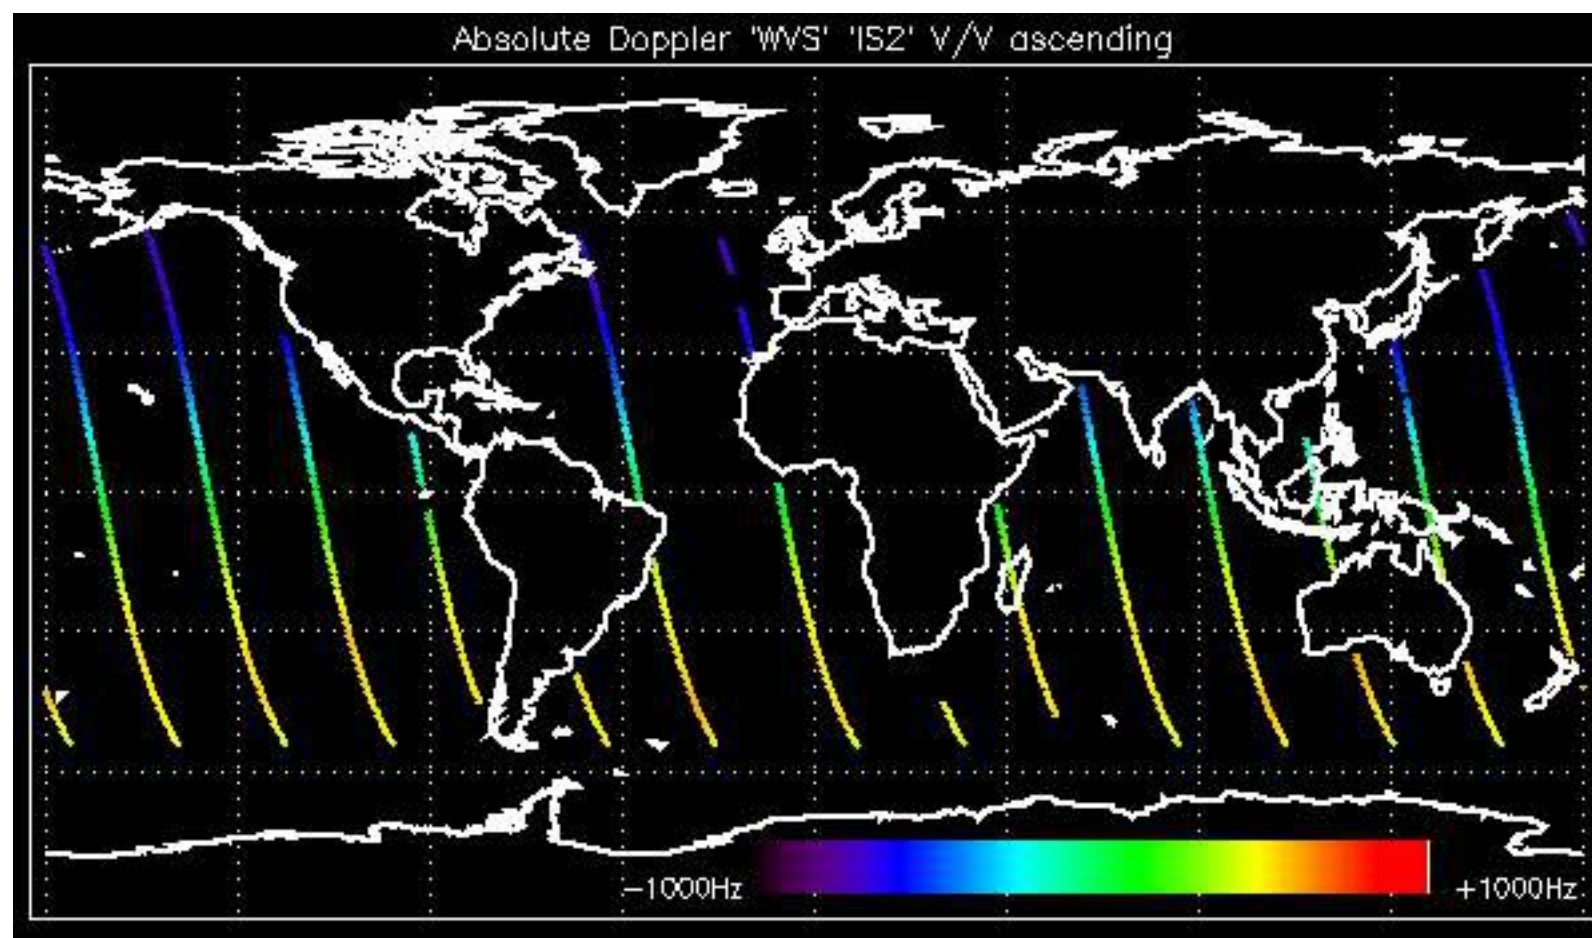 Absolute Doppler 'WVS' 'IS2' V/V ascending
−1000Hz
+1000Hz